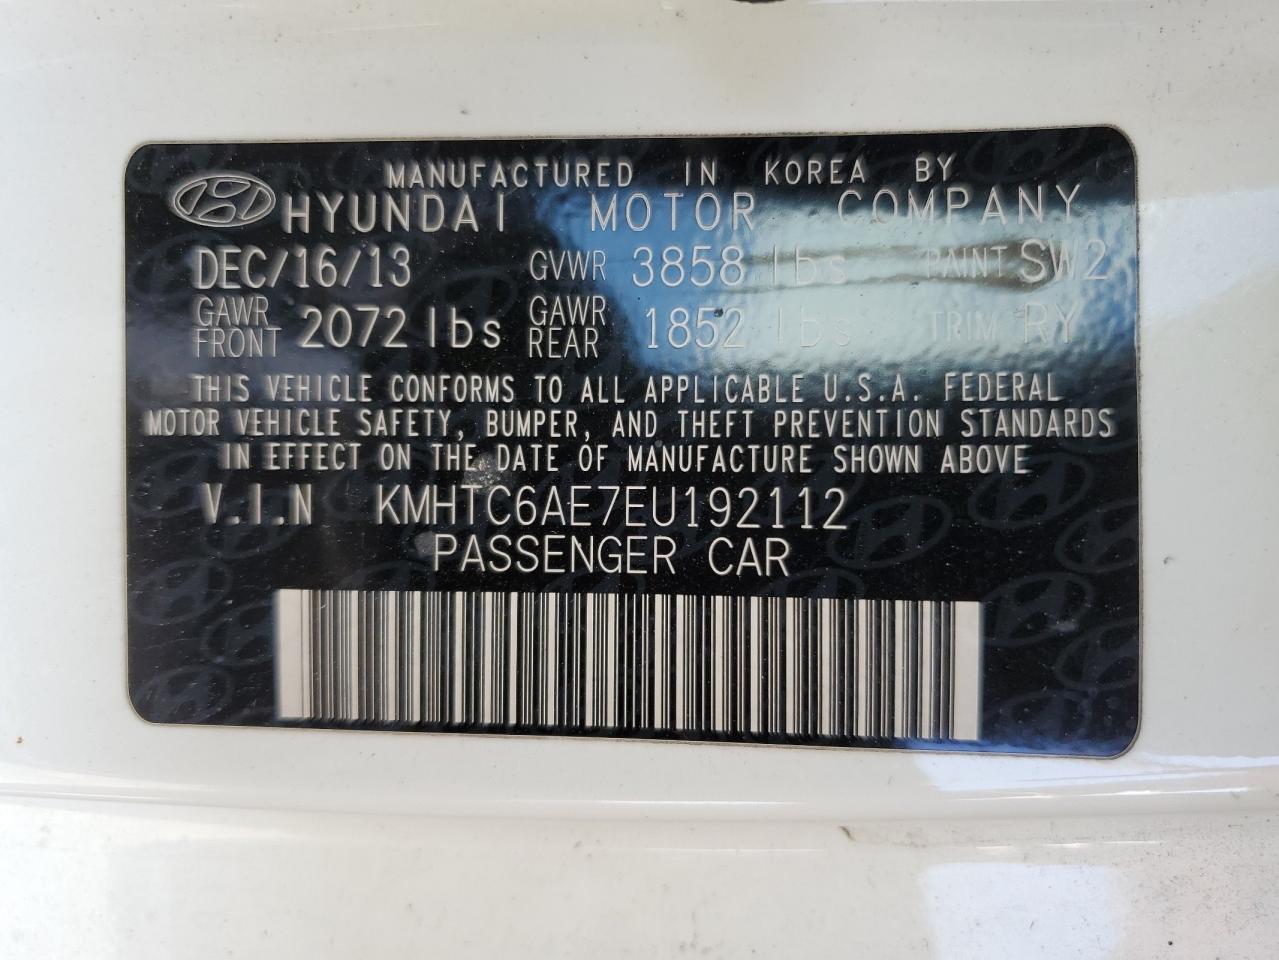 MANUFACTURED IN KOREA BY
HYUNDAI MOTOR COMPANY
DEC/16/13 GVWR 3858 lbs PAINT SW2
GAWR FRONT 2072 lbs GAWR REAR 1852 lbs TRIM RY
THIS VEHICLE CONFORMS TO ALL APPLICABLE U.S.A. FEDERAL
MOTOR VEHICLE SAFETY, BUMPER, AND THEFT PREVENTION STANDARDS
IN EFFECT ON THE DATE OF MANUFACTURE SHOWN ABOVE
V.I.N KMHTC6AE7EU192112
PASSENGER CAR